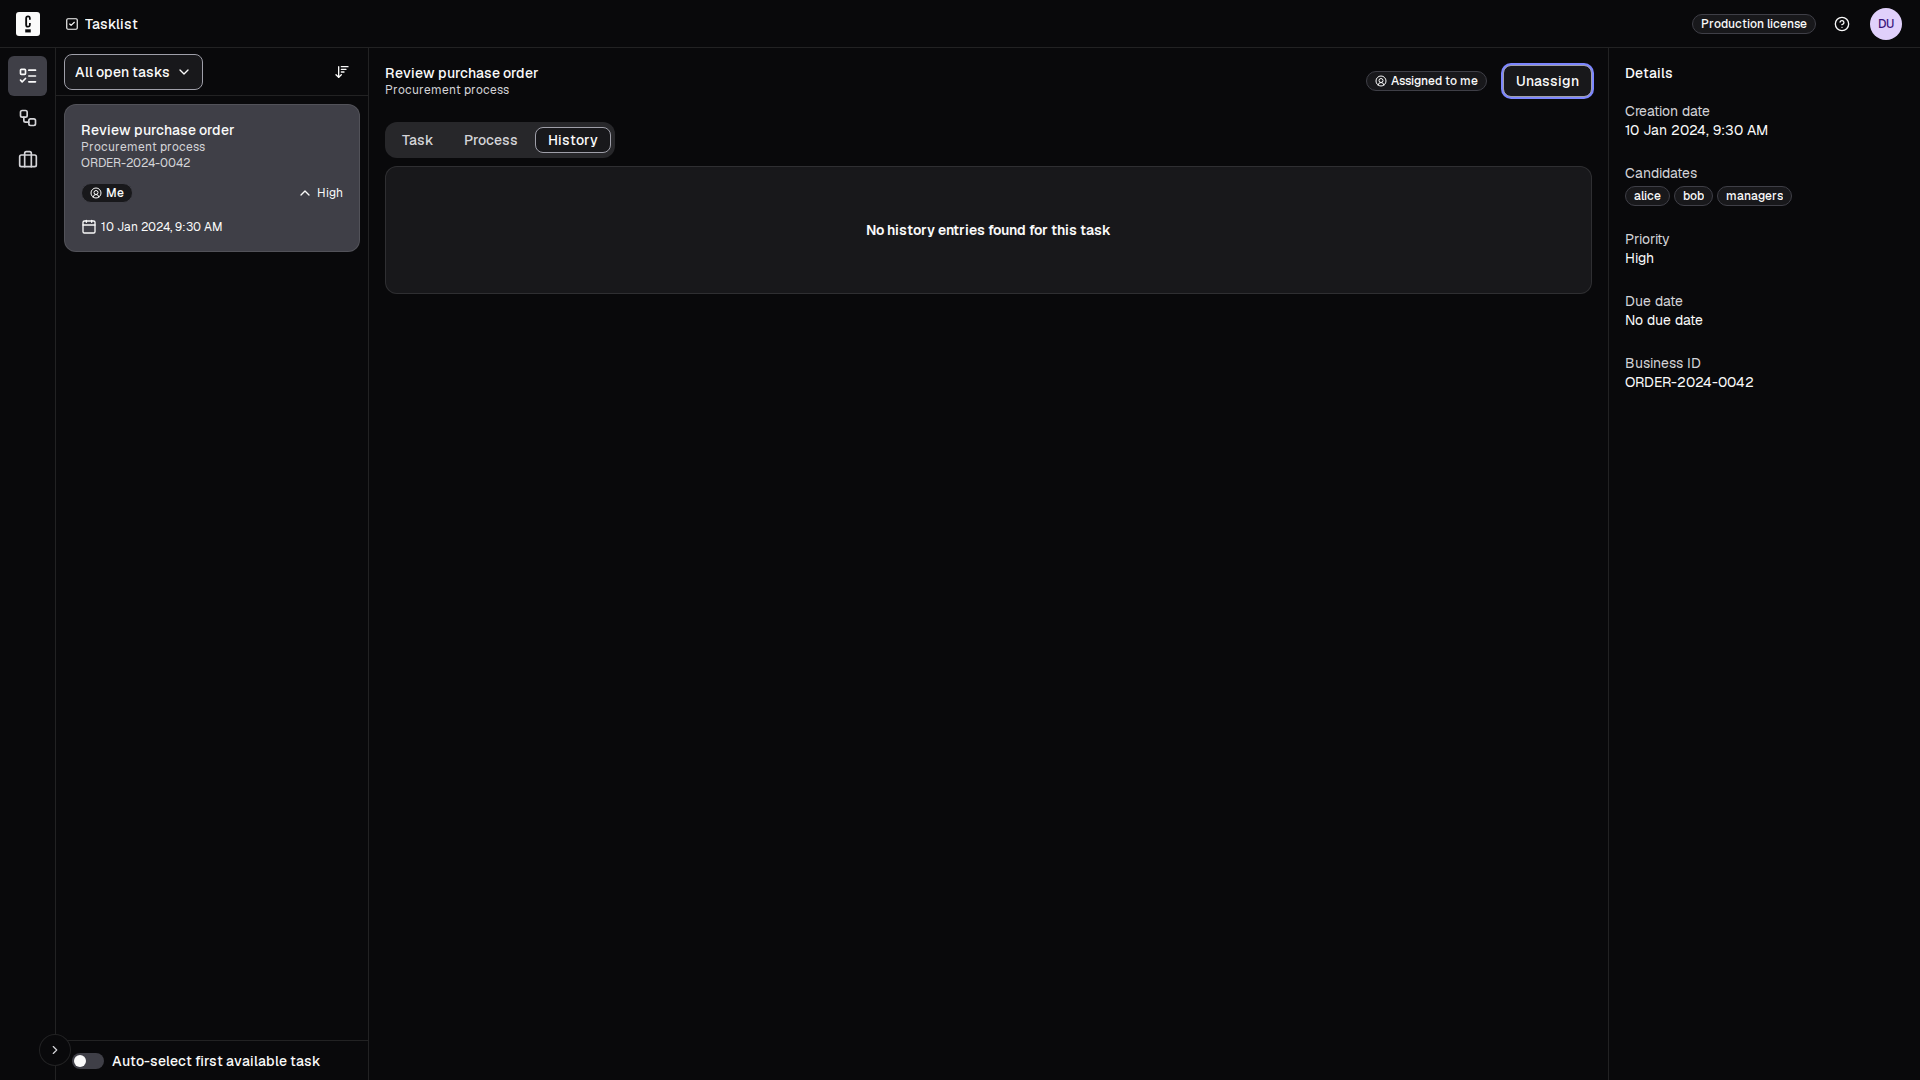 Tasklist
Production license
DU
All open tasks
Review purchase order
Procurement process
ORDER-2024-0042
Me
High
10 Jan 2024, 9:30 AM
Auto-select first available task
Review purchase order
Procurement process
Assigned to me
Unassign
Task
Process
History
No history entries found for this task
Details
Creation date
10 Jan 2024, 9:30 AM
Candidates
alice
bob
managers
Priority
High
Due date
No due date
Business ID
ORDER-2024-0042